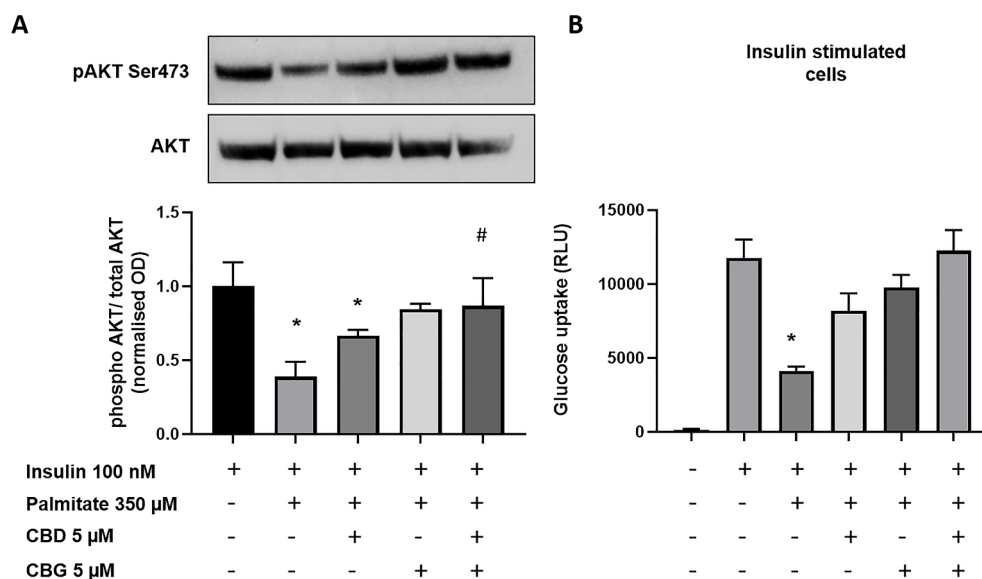 A
pAKT Ser473
AKT
phospho AKT/ total AKT
(normalised OD)
1.5
1.0
0.5
0.0
* * #
Insulin 100 nM + + + + +
Palmitate 350 µM - + + + +
CBD 5 µM - - + - +
CBG 5 µM - - - + +
B
Insulin stimulated
cells
Glucose uptake (RLU)
15000
10000
5000
0
*
- + + + + +
- - + + + +
- - - + - +
- - - - + +